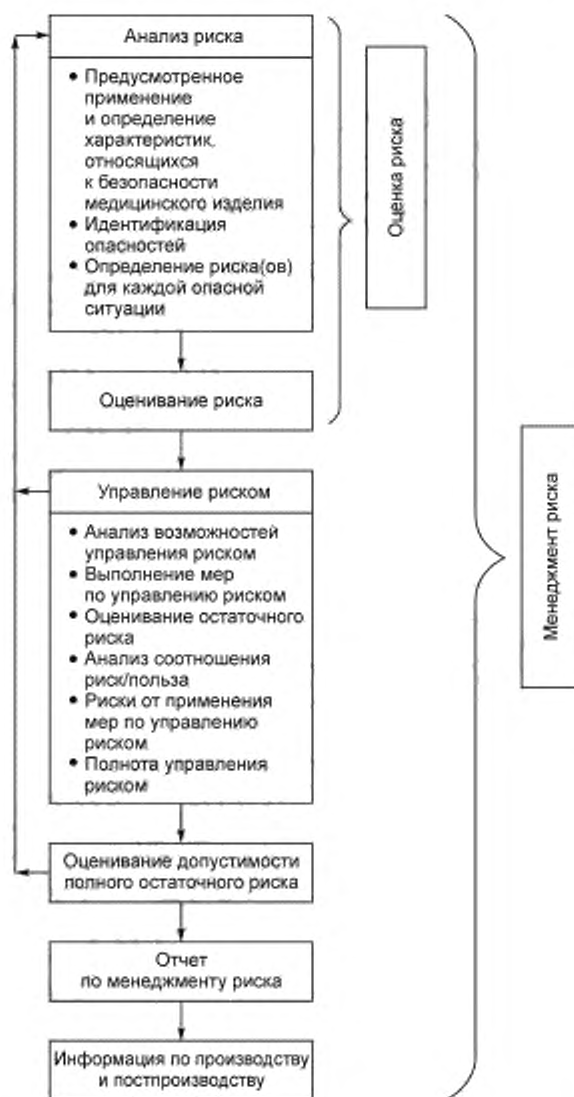 Анализ риска
• Предусмотренное
применение
и определение
характеристик,
относящихся
к безопасности
медицинского изделия
• Идентификация
опасностей
• Определение риска(ов)
для каждой опасной
ситуации
Оценка риска
Оценивание риска
Управление риском
• Анализ возможностей
управления риском
• Выполнение мер
по управлению риском
• Оценивание остаточного
риска
• Анализ соотношения
риск/польза
• Риски от применения
мер по управлению
риском
• Полнота управления
риском
Менеджмент риска
Оценивание допустимости
полного остаточного риска
Отчет
по менеджменту риска
Информация по производству
и постпроизводству